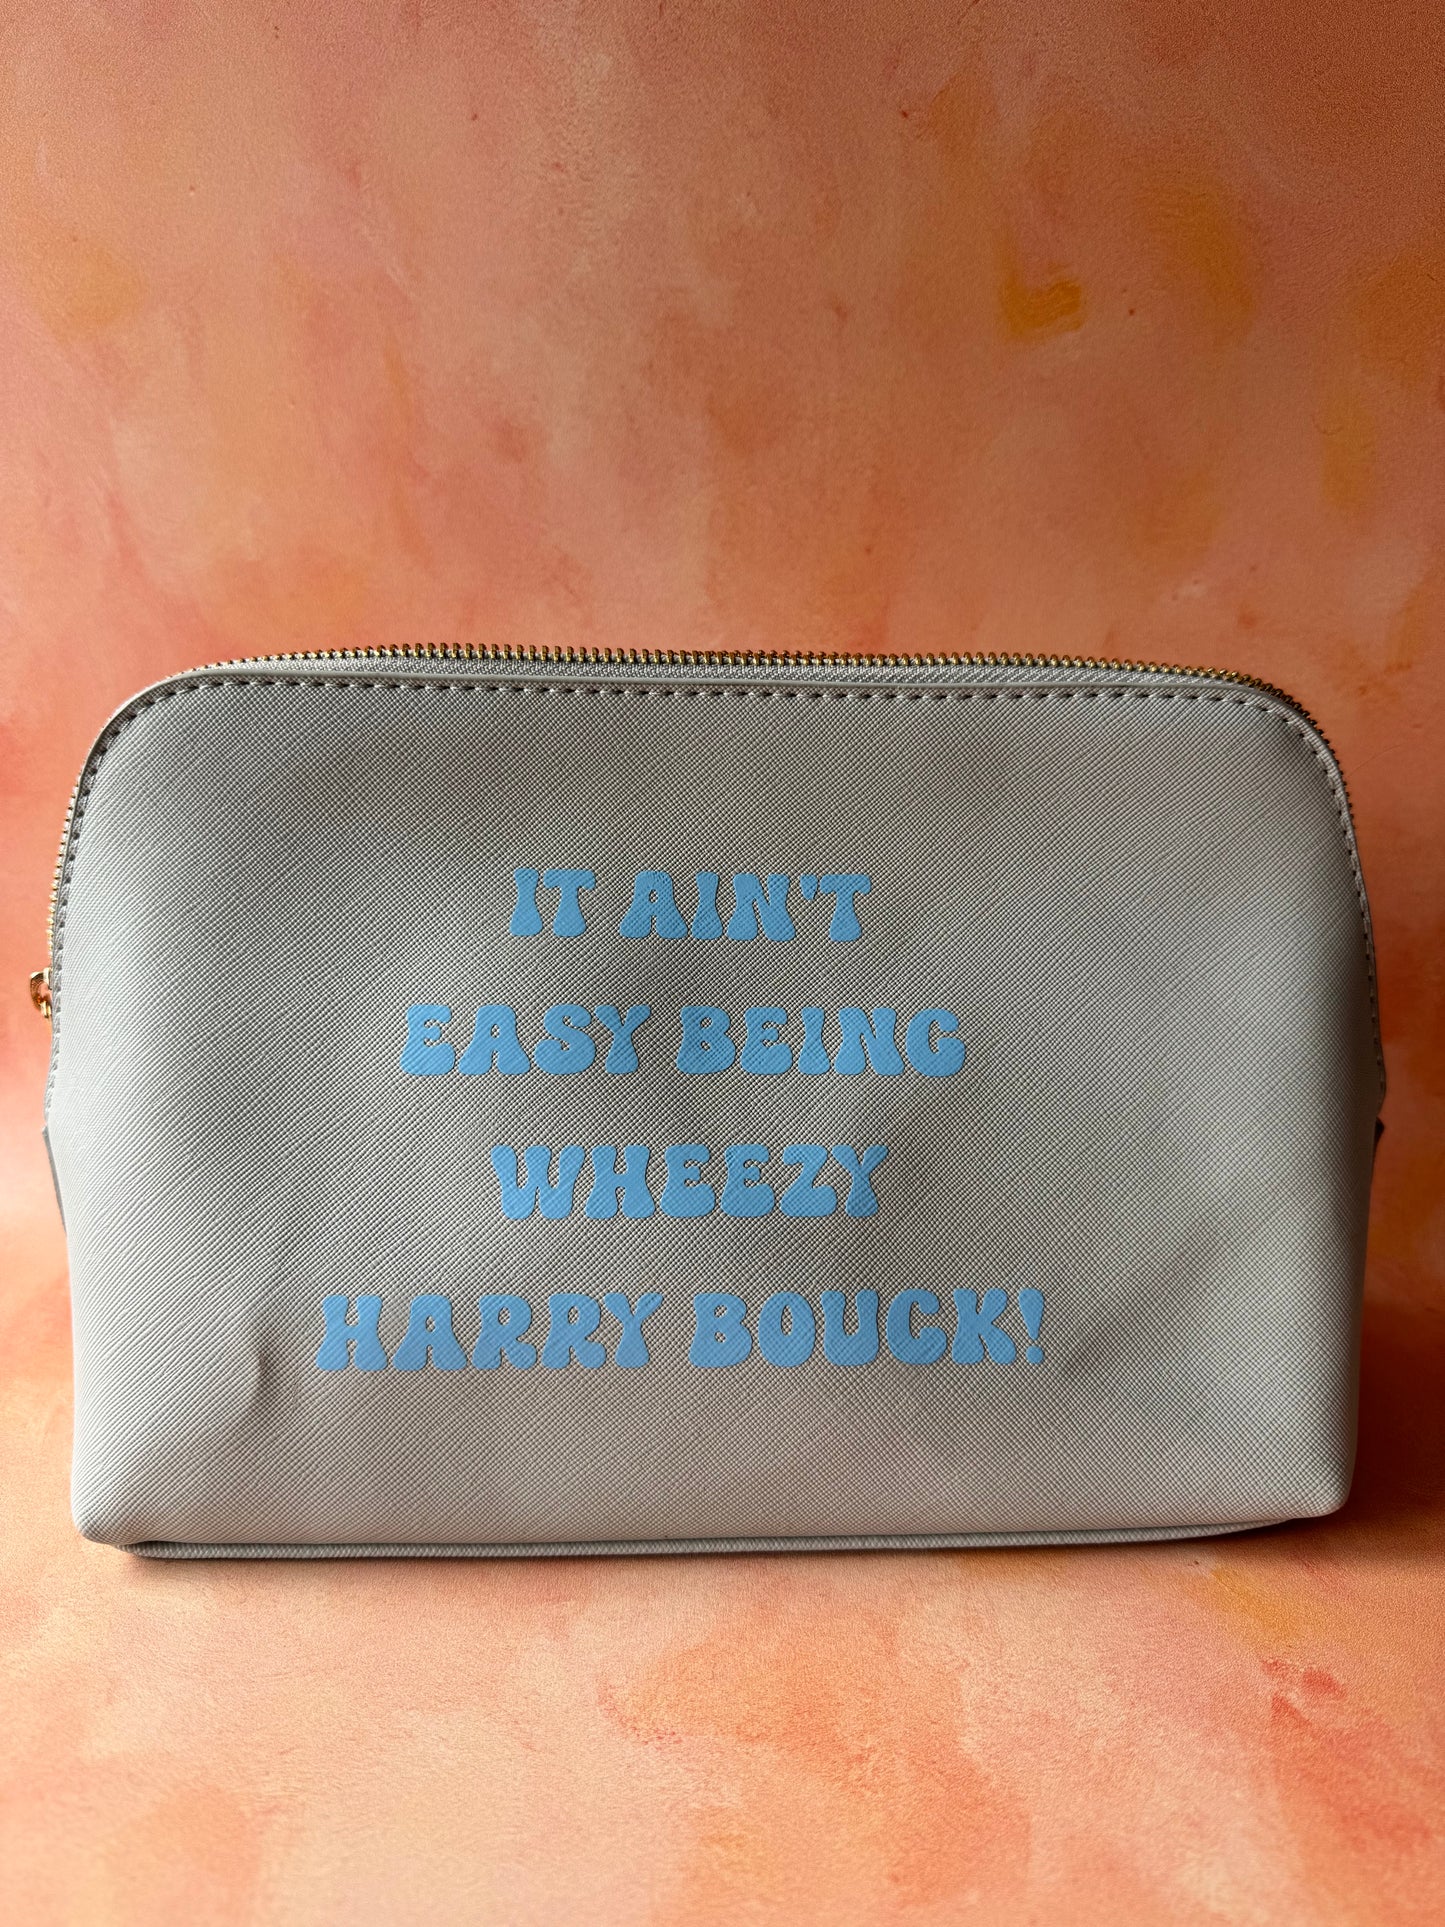 IT AIN'T
EASY BEING
WHEEZY
HARRY BOUCK!